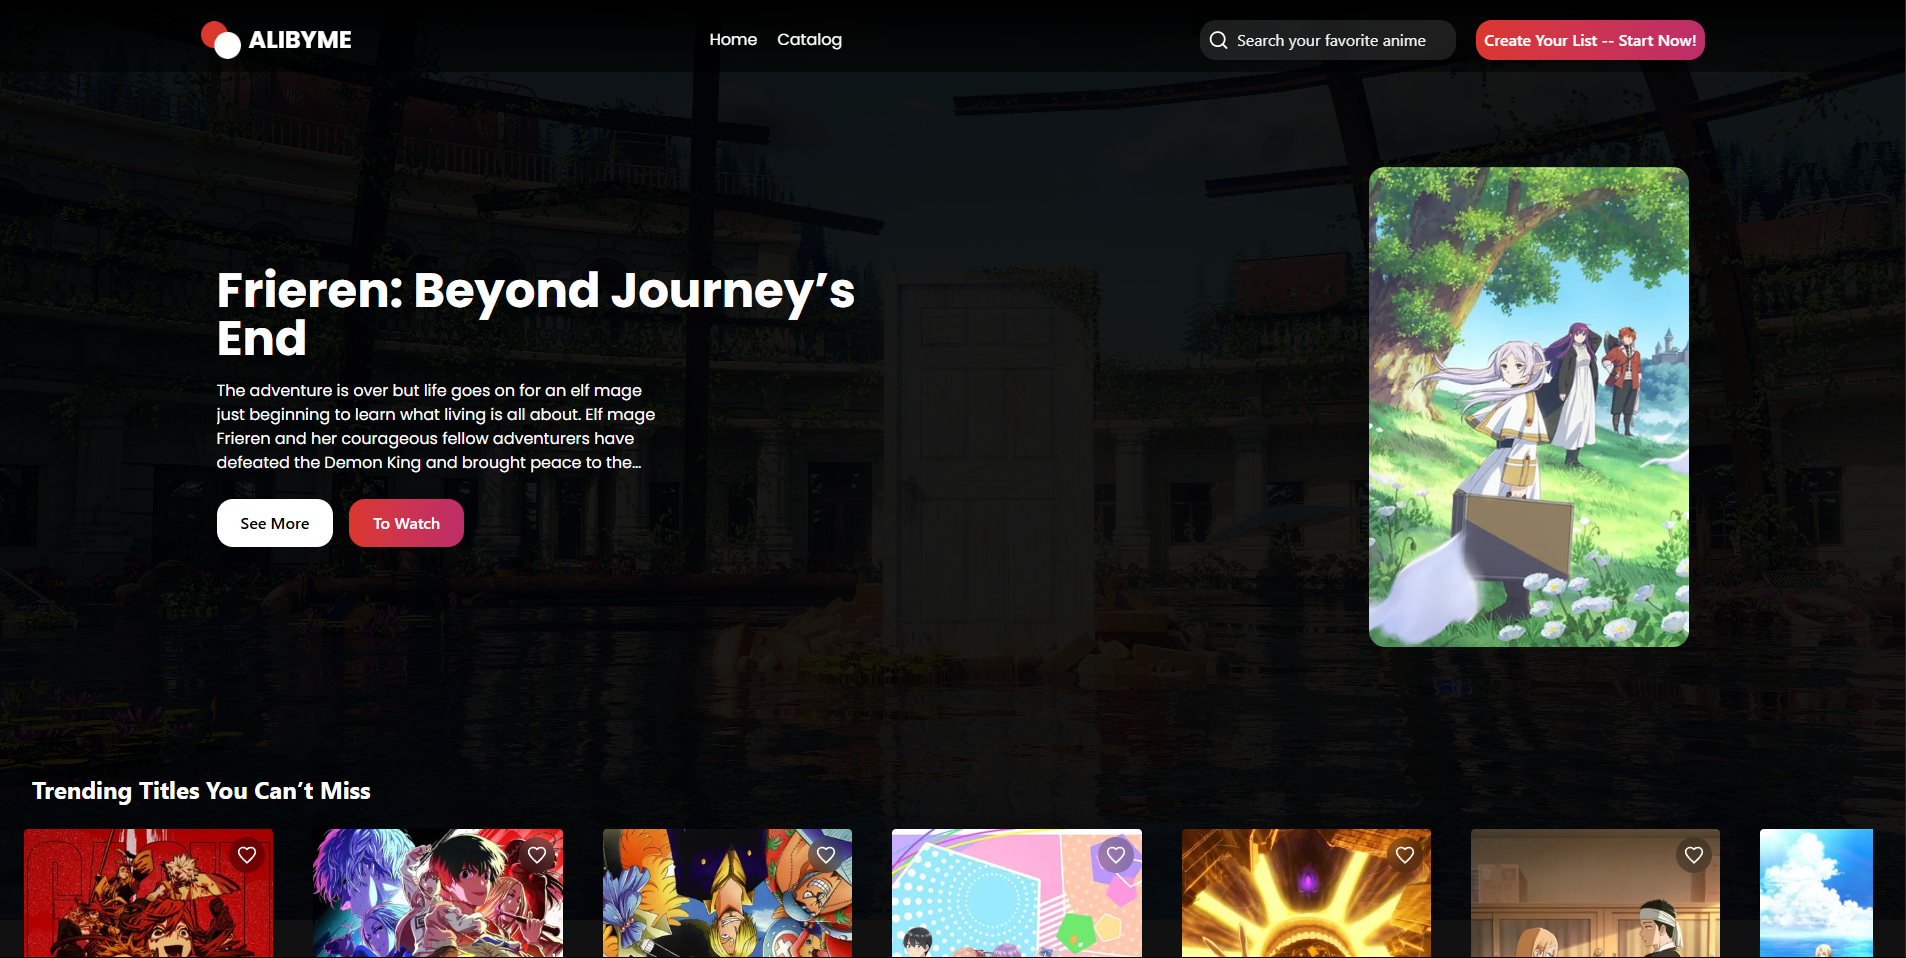 ALIBYME
Home
Catalog
Search your favorite anime
Create Your List -- Start Now!
Frieren: Beyond Journey’s
End
The adventure is over but life goes on for an elf mage
just beginning to learn what living is all about. Elf mage
Frieren and her courageous fellow adventurers have
defeated the Demon King and brought peace to the...
See More
To Watch
Trending Titles You Can’t Miss